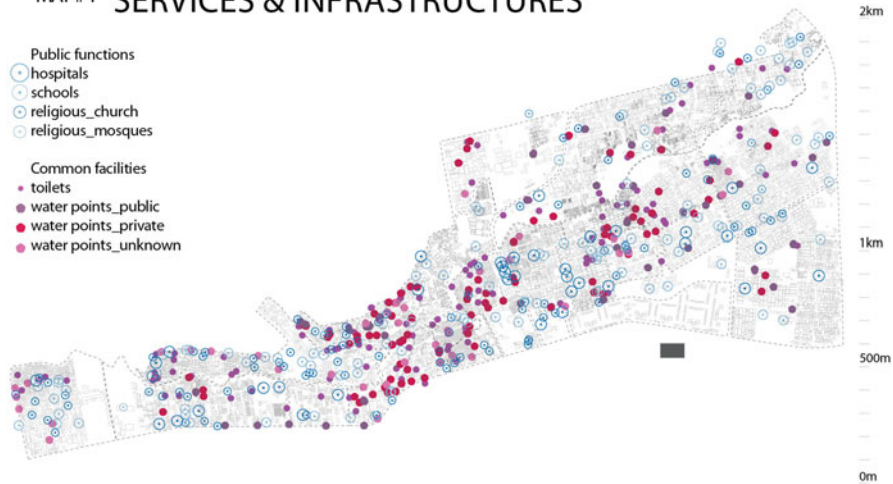 SERVICES & INFRASTRUCTURES
2km
Public functions
hospitals
schools
religious_church
religious_mosques
Common facilities
toilets
water points_public
water points_private
water points_unknown
1km
500m
0m